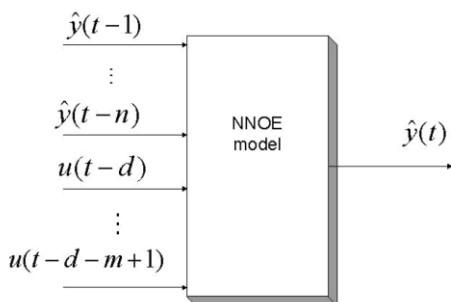 ŷ(t−1)
⋮
ŷ(t−n)
u(t−d)
⋮
u(t−d−m+1)
NNOE
model
ŷ(t)